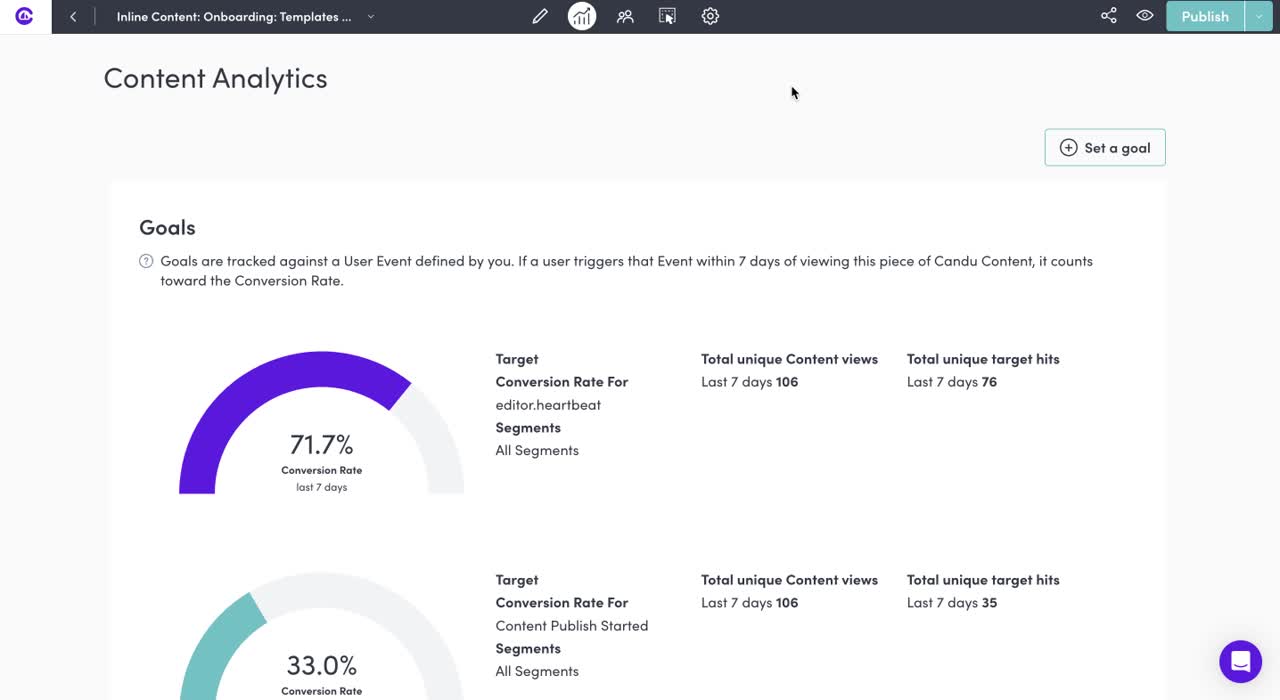 Inline Content: Onboarding: Templates ...
Publish
Content Analytics
Set a goal
Goals
Goals are tracked against a User Event defined by you. If a user triggers that Event within 7 days of viewing this piece of Candu Content, it counts
toward the Conversion Rate.
71.7%
Conversion Rate
last 7 days
Target
Conversion Rate For
editor.heartbeat
Segments
All Segments
Total unique Content views
Last 7 days 106
Total unique target hits
Last 7 days 76
33.0%
Conversion Rate
Target
Conversion Rate For
Content Publish Started
Segments
All Segments
Total unique Content views
Last 7 days 106
Total unique target hits
Last 7 days 35